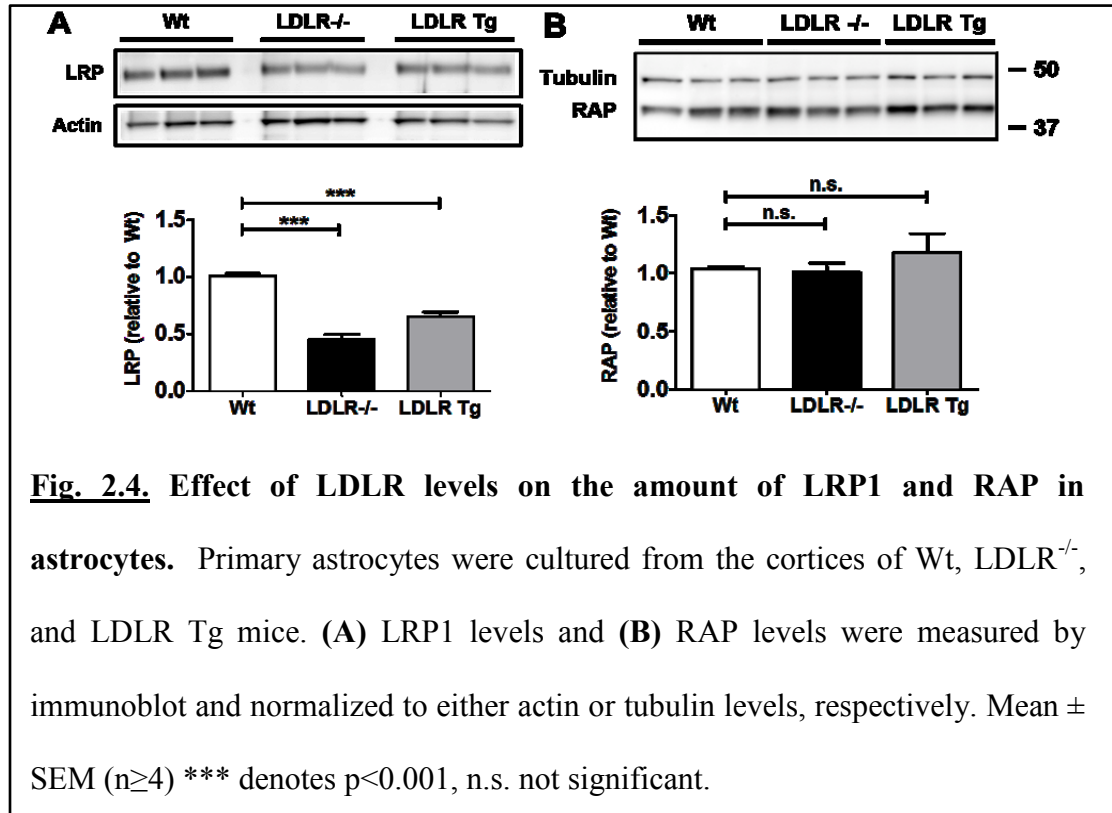 A
Wt LDLR-/- LDLR Tg
LRP
Actin
***
***
LRP (relative to Wt)
1.5
1.0
0.5
0.0
Wt LDLR-/- LDLR Tg
B
Wt LDLR -/- LDLR Tg
Tubulin
RAP
– 50
– 37
n.s.
n.s.
RAP (relative to Wt)
1.5
1.0
0.5
0.0
Wt LDLR-/- LDLR Tg
Fig. 2.4. Effect of LDLR levels on the amount of LRP1 and RAP in
astrocytes. Primary astrocytes were cultured from the cortices of Wt, LDLR-/-,
and LDLR Tg mice. (A) LRP1 levels and (B) RAP levels were measured by
immunoblot and normalized to either actin or tubulin levels, respectively. Mean ±
SEM (n≥4) *** denotes p<0.001, n.s. not significant.